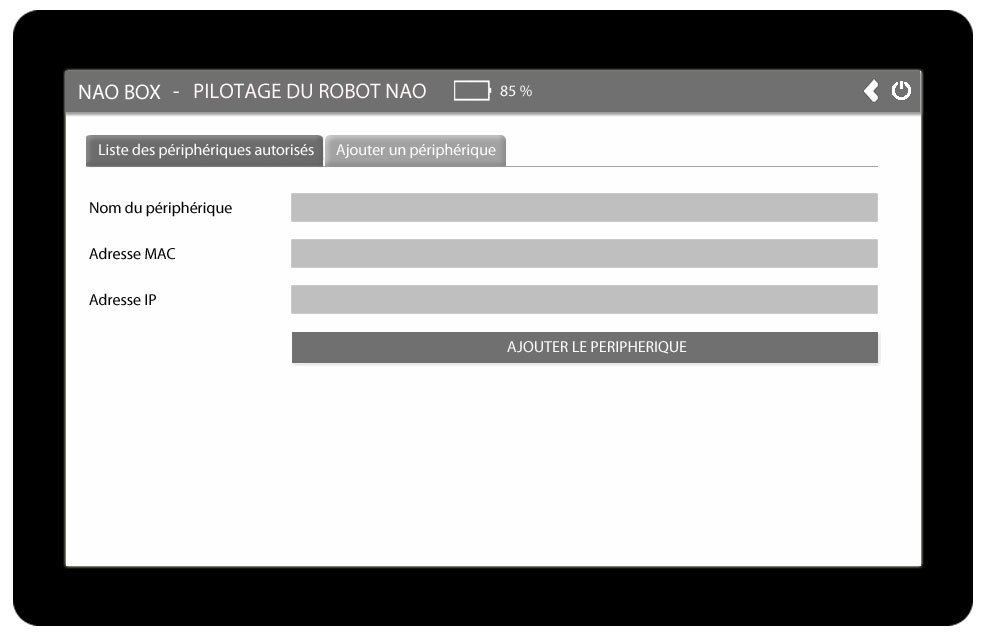 NAO BOX - PILOTAGE DU ROBOT NAO 85 %
Liste des périphériques autorisés Ajouter un périphérique
Nom du périphérique
Adresse MAC
Adresse IP
AJOUTER LE PERIPHERIQUE